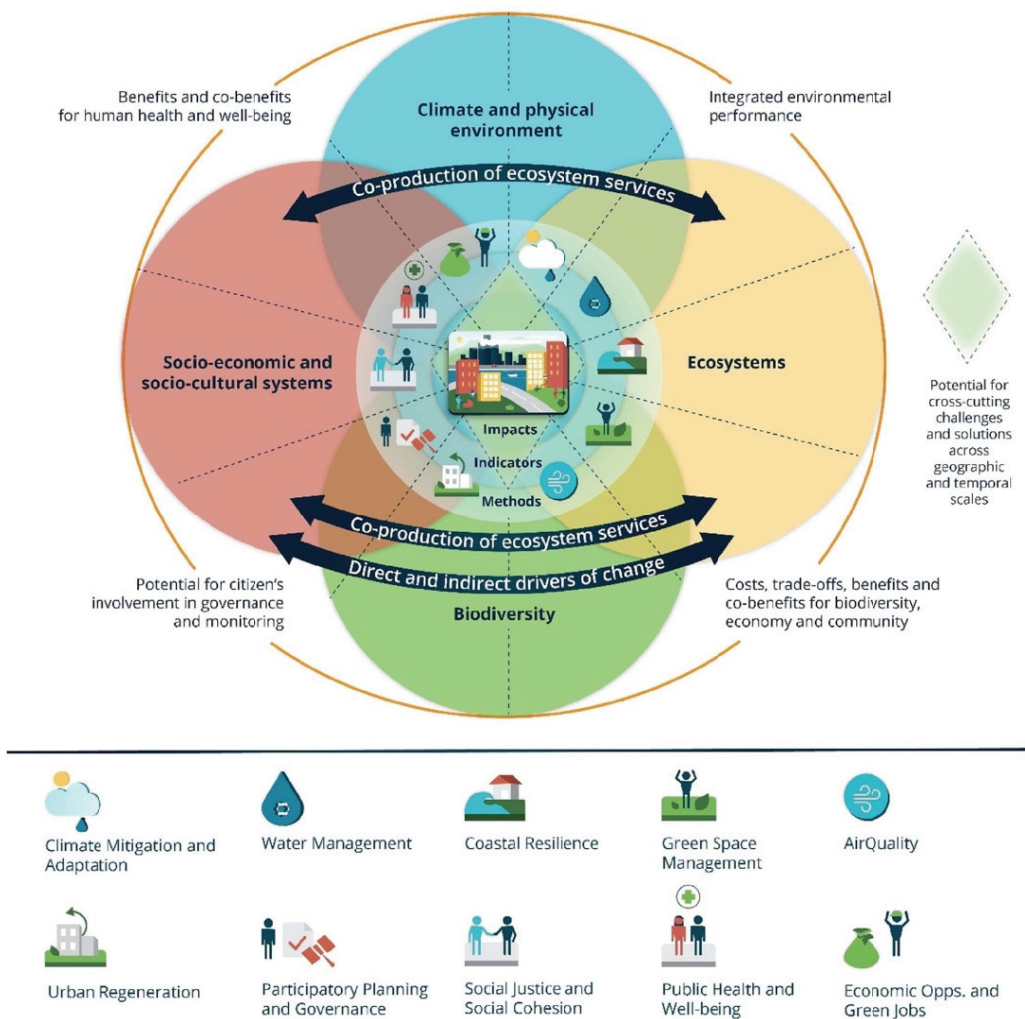 Benefits and co-benefits
for human health and well-being
Climate and physical
environment
Integrated environmental
performance
Co-production of ecosystem services
Socio-economic and
socio-cultural systems
Ecosystems
Impacts
Indicators
Methods
Potential for
cross-cutting
challenges
and solutions
across
geographic
and temporal
scales
Co-production of ecosystem services
Direct and indirect drivers of change
Biodiversity
Potential for citizen's
involvement in governance
and monitoring
Costs, trade-offs, benefits and
co-benefits for biodiversity,
economy and community
Climate Mitigation and
Adaptation
Water Management
Coastal Resilience
Green Space
Management
AirQuality
Urban Regeneration
Participatory Planning
and Governance
Social Justice and
Social Cohesion
Public Health and
Well-being
Economic Opps. and
Green Jobs